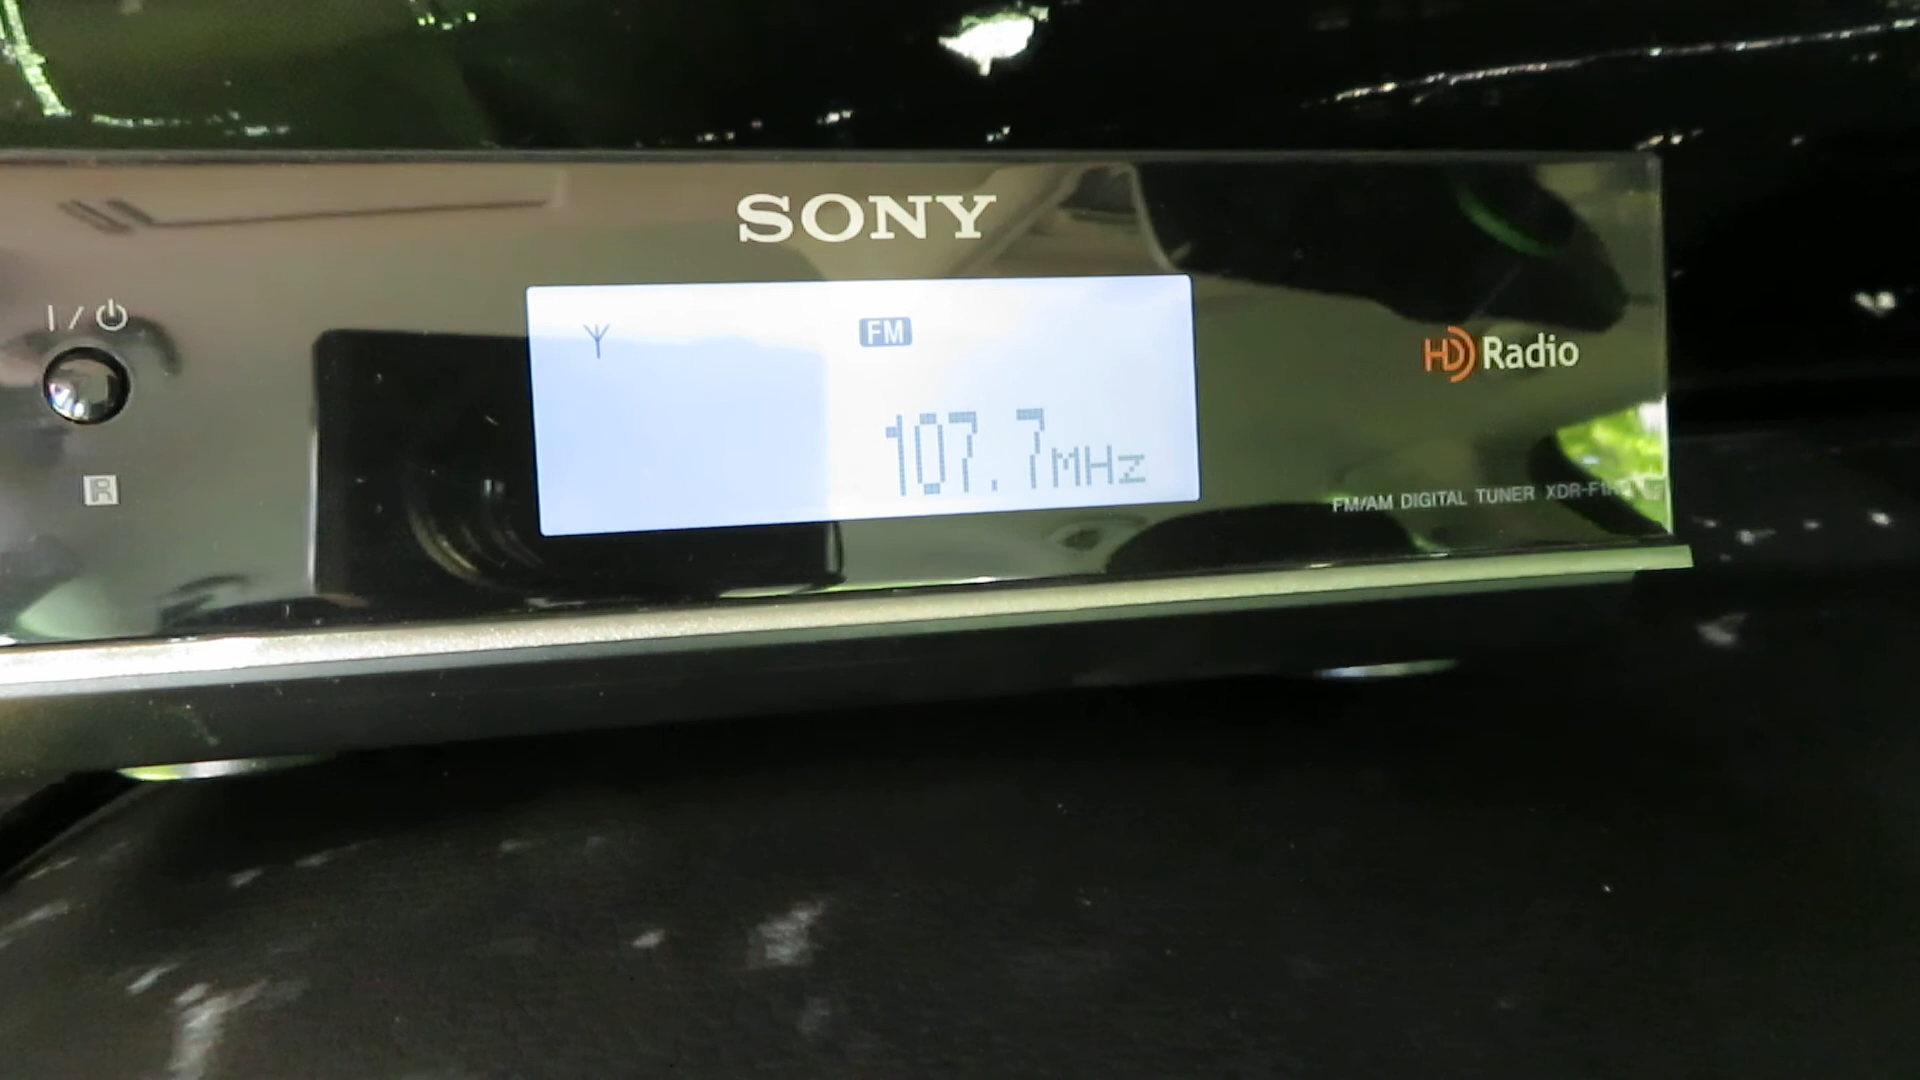 SONY
I/⏻
FM
HD Radio
107.7MHz
R
FM/AM DIGITAL TUNER